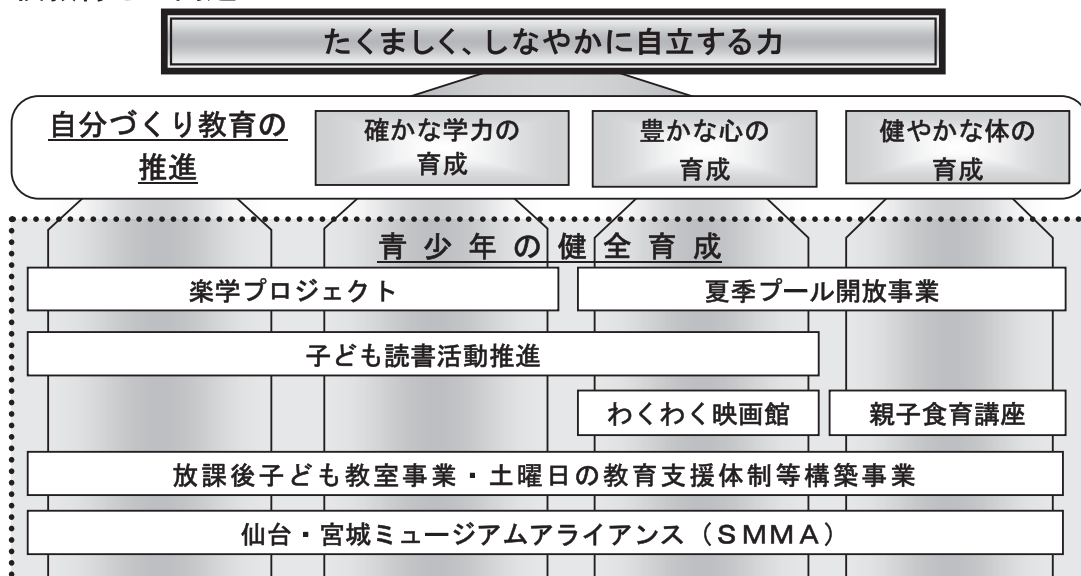 たくましく、しなやかに自立する力
自分づくり教育の
推進
確かな学力の
育成
豊かな心の
育成
健やかな体の
育成
青少年の健全育成
楽学プロジェクト
夏季プール開放事業
子ども読書活動推進
わくわく映画館
親子食育講座
放課後子ども教室事業・土曜日の教育支援体制等構築事業
仙台・宮城ミュージアムアライアンス(SMMA)